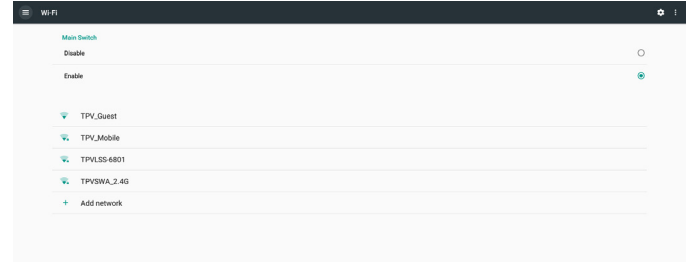 Wi-Fi
Main Switch
Disable
Enable
TPV_Guest
TPV_Mobile
TPVLSS-6801
TPVSWA_2.4G
+ Add network